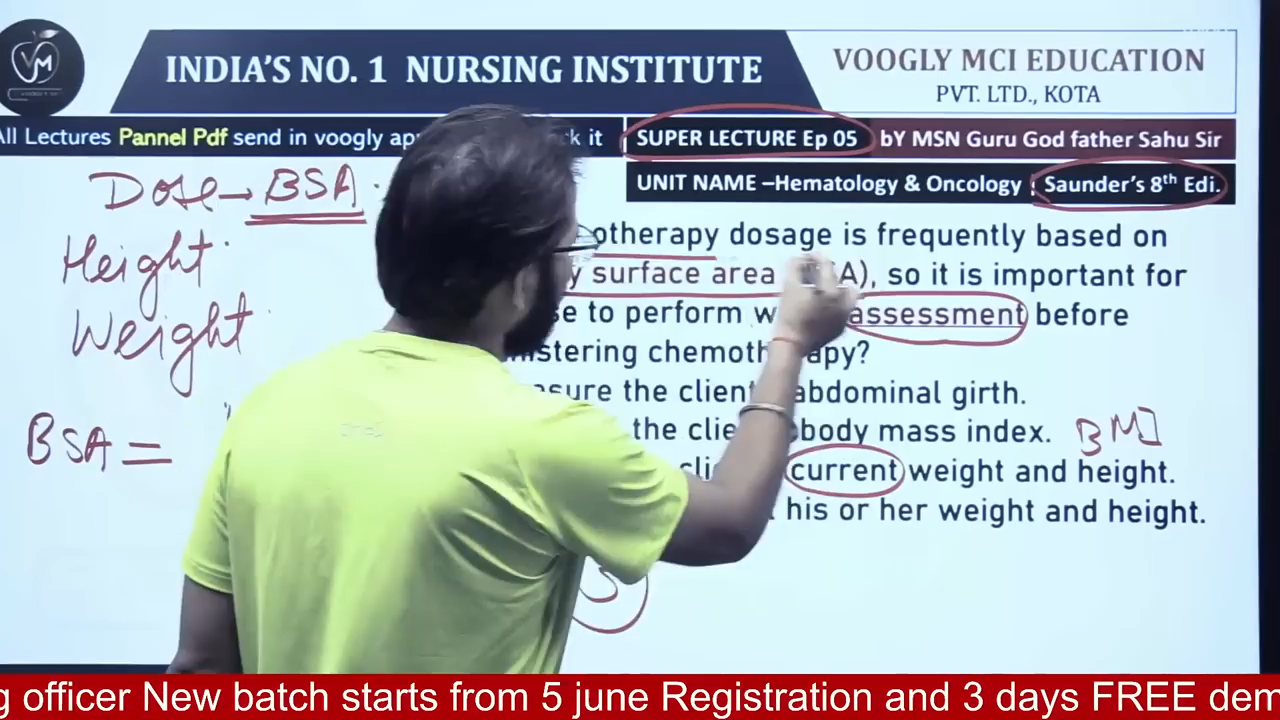 INDIA'S NO. 1 NURSING INSTITUTE
VOOGLY MCI EDUCATION
PVT. LTD., KOTA
VM
All Lectures Pannel Pdf send in voogly it
SUPER LECTURE Ep 05 bY MSN Guru God father Sahu Sir
UNIT NAME –Hematology & Oncology Saunder's 8th Edi.
Dose → BSA
Height
Weight
BSA =
otherapy dosage is frequently based on
surface area A), so it is important for
to perform assessment before
istering chemoth apy?
sure the client abdominal girth.
the clie body mass index. BMI
cli current weight and height.
his or her weight and height.
g officer New batch starts from 5 june Registration and 3 days FREE dem